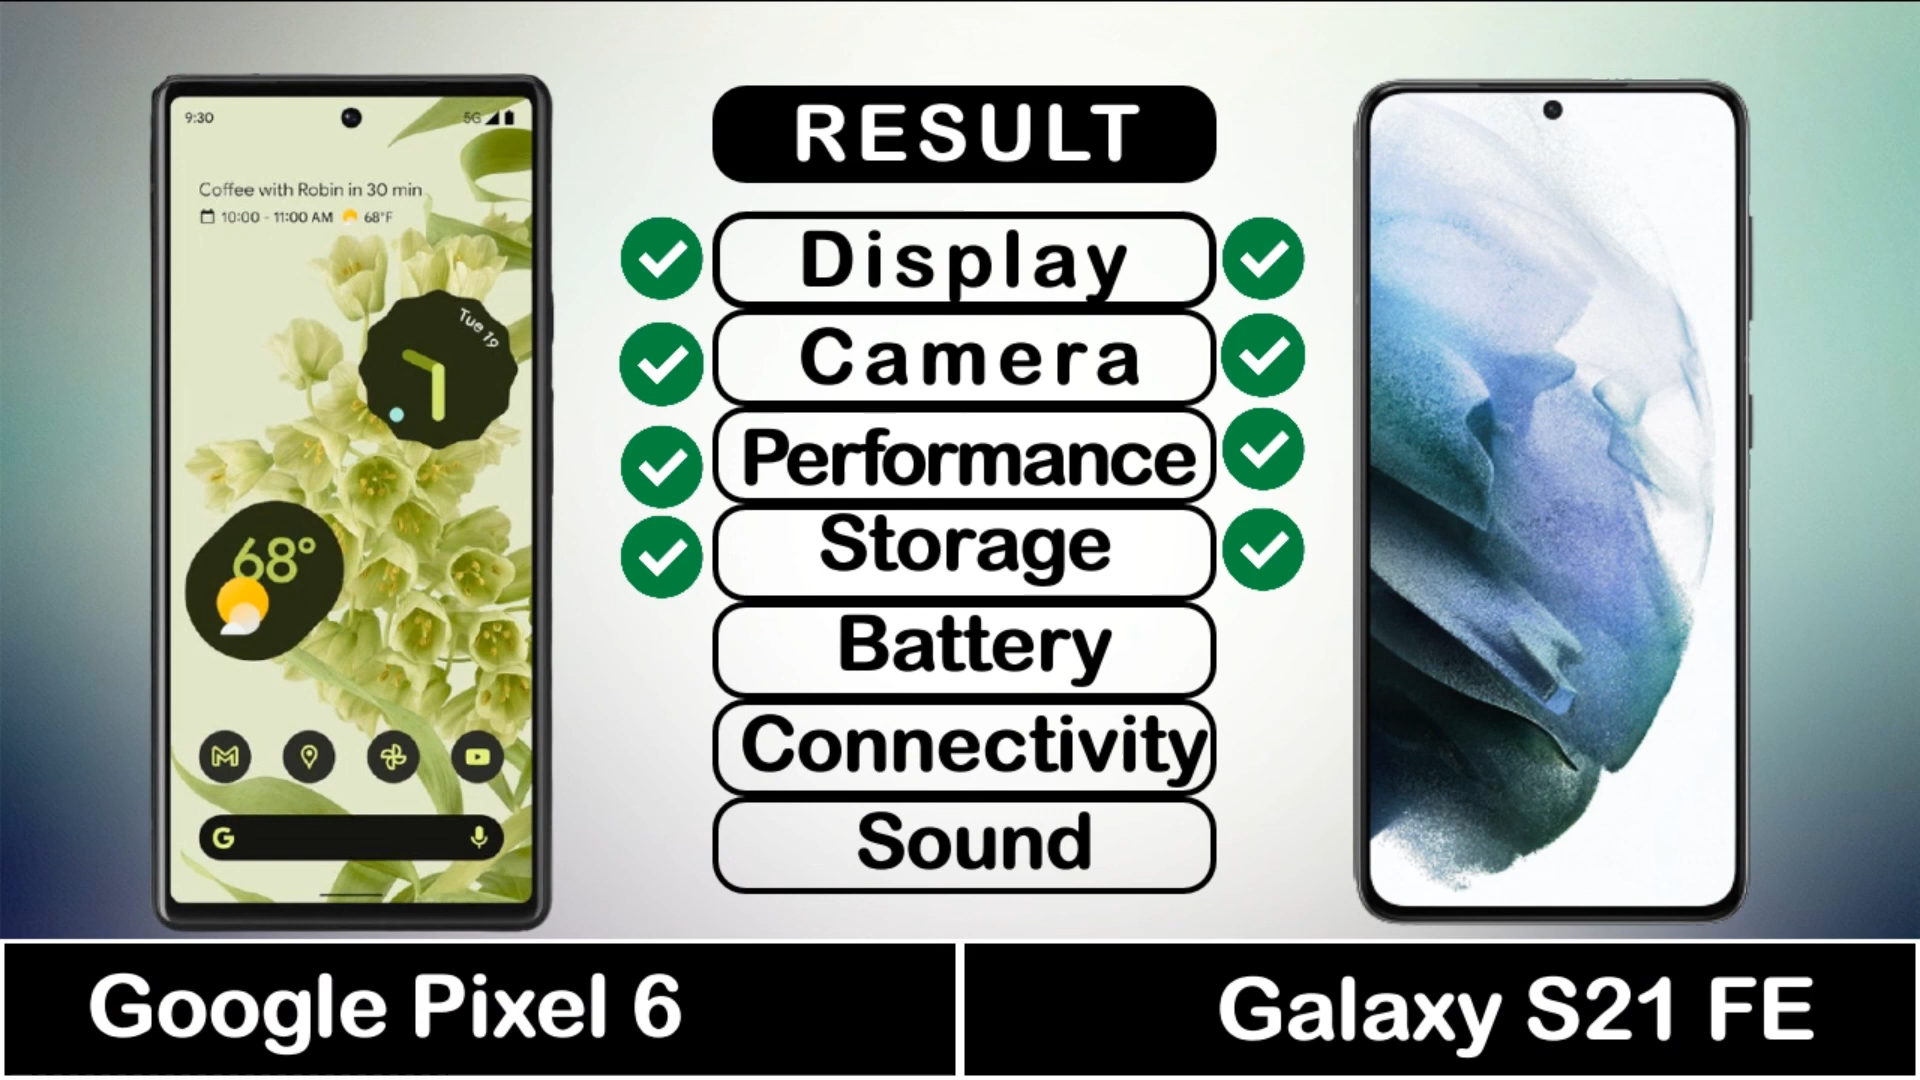 9:30
5G
Coffee with Robin in 30 min
10:00 - 11:00 AM 68°F
Tue 19
68°
G
RESULT
Display
Camera
Performance
Storage
Battery
Connectivity
Sound
Google Pixel 6
Galaxy S21 FE